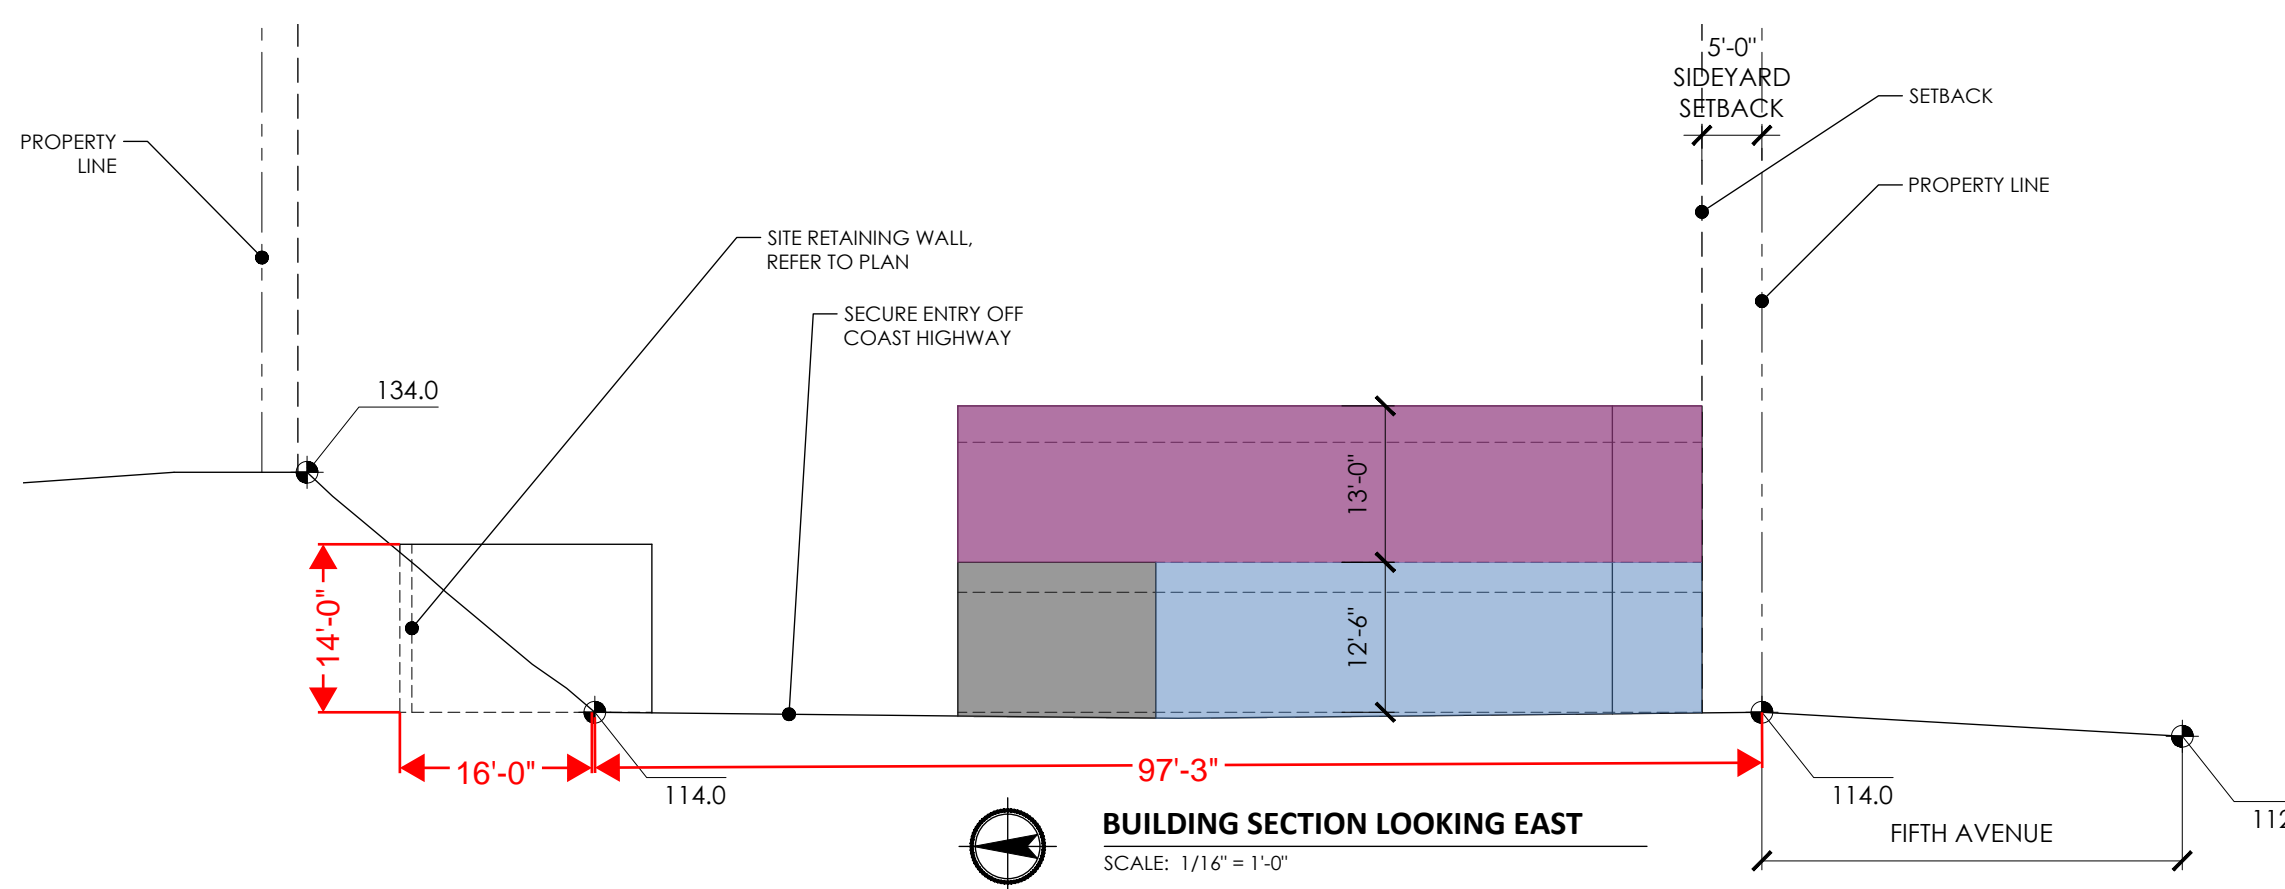 5'-0"
SIDEYARD
SETBACK
SETBACK
PROPERTY
LINE
PROPERTY LINE
SITE RETAINING WALL,
REFER TO PLAN
SECURE ENTRY OFF
COAST HIGHWAY
134.0
13'-0"
14'-0"
12'-6"
16'-0"
97'-3"
114.0
114.0
112
BUILDING SECTION LOOKING EAST
SCALE: 1/16" = 1'-0"
FIFTH AVENUE